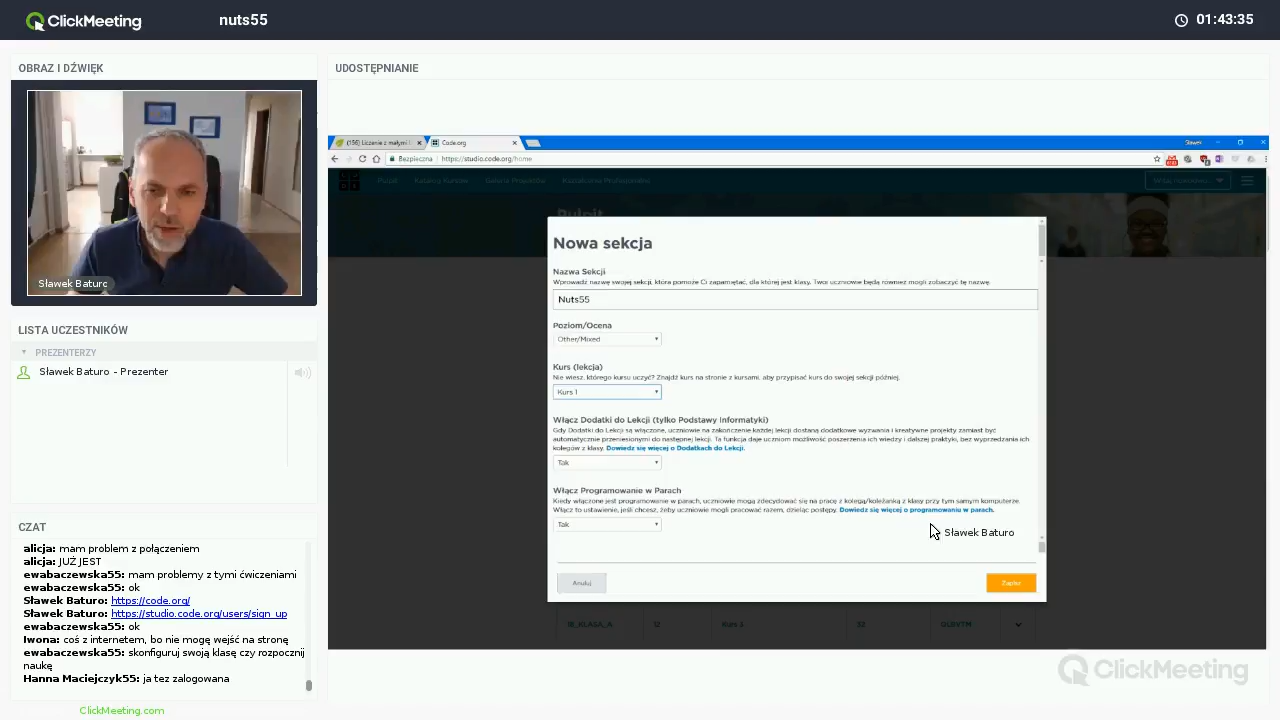 ClickMeeting
nuts55
01:43:35
OBRAZ I DŹWIĘK
UDOSTĘPNIANIE
Sławek Baturo
LISTA UCZESTNIKÓW
PREZENTERZY
Sławek Baturo - Prezenter
CZAT
alicja: mam problem z połączeniem
alicja: JUŻ JEST
ewabaczewska55: mam problemy z tymi ćwiczeniami
ewabaczewska55: ok
Sławek Baturo: https://code.org/
Sławek Baturo: https://studio.code.org/users/sign_up
ewabaczewska55: ok
Iwona: coś z internetem, bo nie mogę wejść na stronę
ewabaczewska55: skonfiguruj swoją klasę czy rozpocznij
naukę
Hanna Maciejczyk55: ja tez zalogowana
ClickMeeting.com
(156) Liczenie z małymi l
Code.org
Sławek
Bezpieczna
https://studio.code.org/home
Pulpit
Katalog Kursów
Galeria Projektów
Kształcenie Profesjonalne
Pulpit
Nowa sekcja
Nazwa Sekcji
Wprowadź nazwę swojej sekcji, która pomoże Ci zapamiętać, dla której jest klasy. Twoi uczniowie będą również mogli zobaczyć tę nazwę.
Nuts55
Poziom/Ocena
Other/Mixed
Kurs (lekcja)
Nie wiesz, którego kursu uczyć? Znajdź kurs na stronie z kursami, aby przypisać kurs do swojej sekcji później.
Kurs 1
Włącz Dodatki do Lekcji (tylko Podstawy Informatyki)
Gdy Dodatki do Lekcji są włączone, uczniowie na zakończenie każdej lekcji dostaną dodatkowe wyzwania i kreatywne projekty zamiast być
automatycznie przeniesionymi do następnej lekcji. Ta funkcja daje uczniom możliwość poszerzenia ich wiedzy i dalszej praktyki, bez wyprzedzania ich
kolegów z klasy. Dowiedz się więcej o Dodatkach do Lekcji.
Tak
Włącz Programowanie w Parach
Kiedy włączone jest programowanie w parach, uczniowie mogą zdecydować się na pracę z kolegą/koleżanką z klasy przy tym samym komputerze.
Włącz to ustawienie, jeśli chcesz, żeby uczniowie mogli pracować razem, dzieląc postępy. Dowiedz się więcej o programowaniu w parach.
Tak
Sławek Baturo
Anuluj
Zapisz
12
ClickMeeting